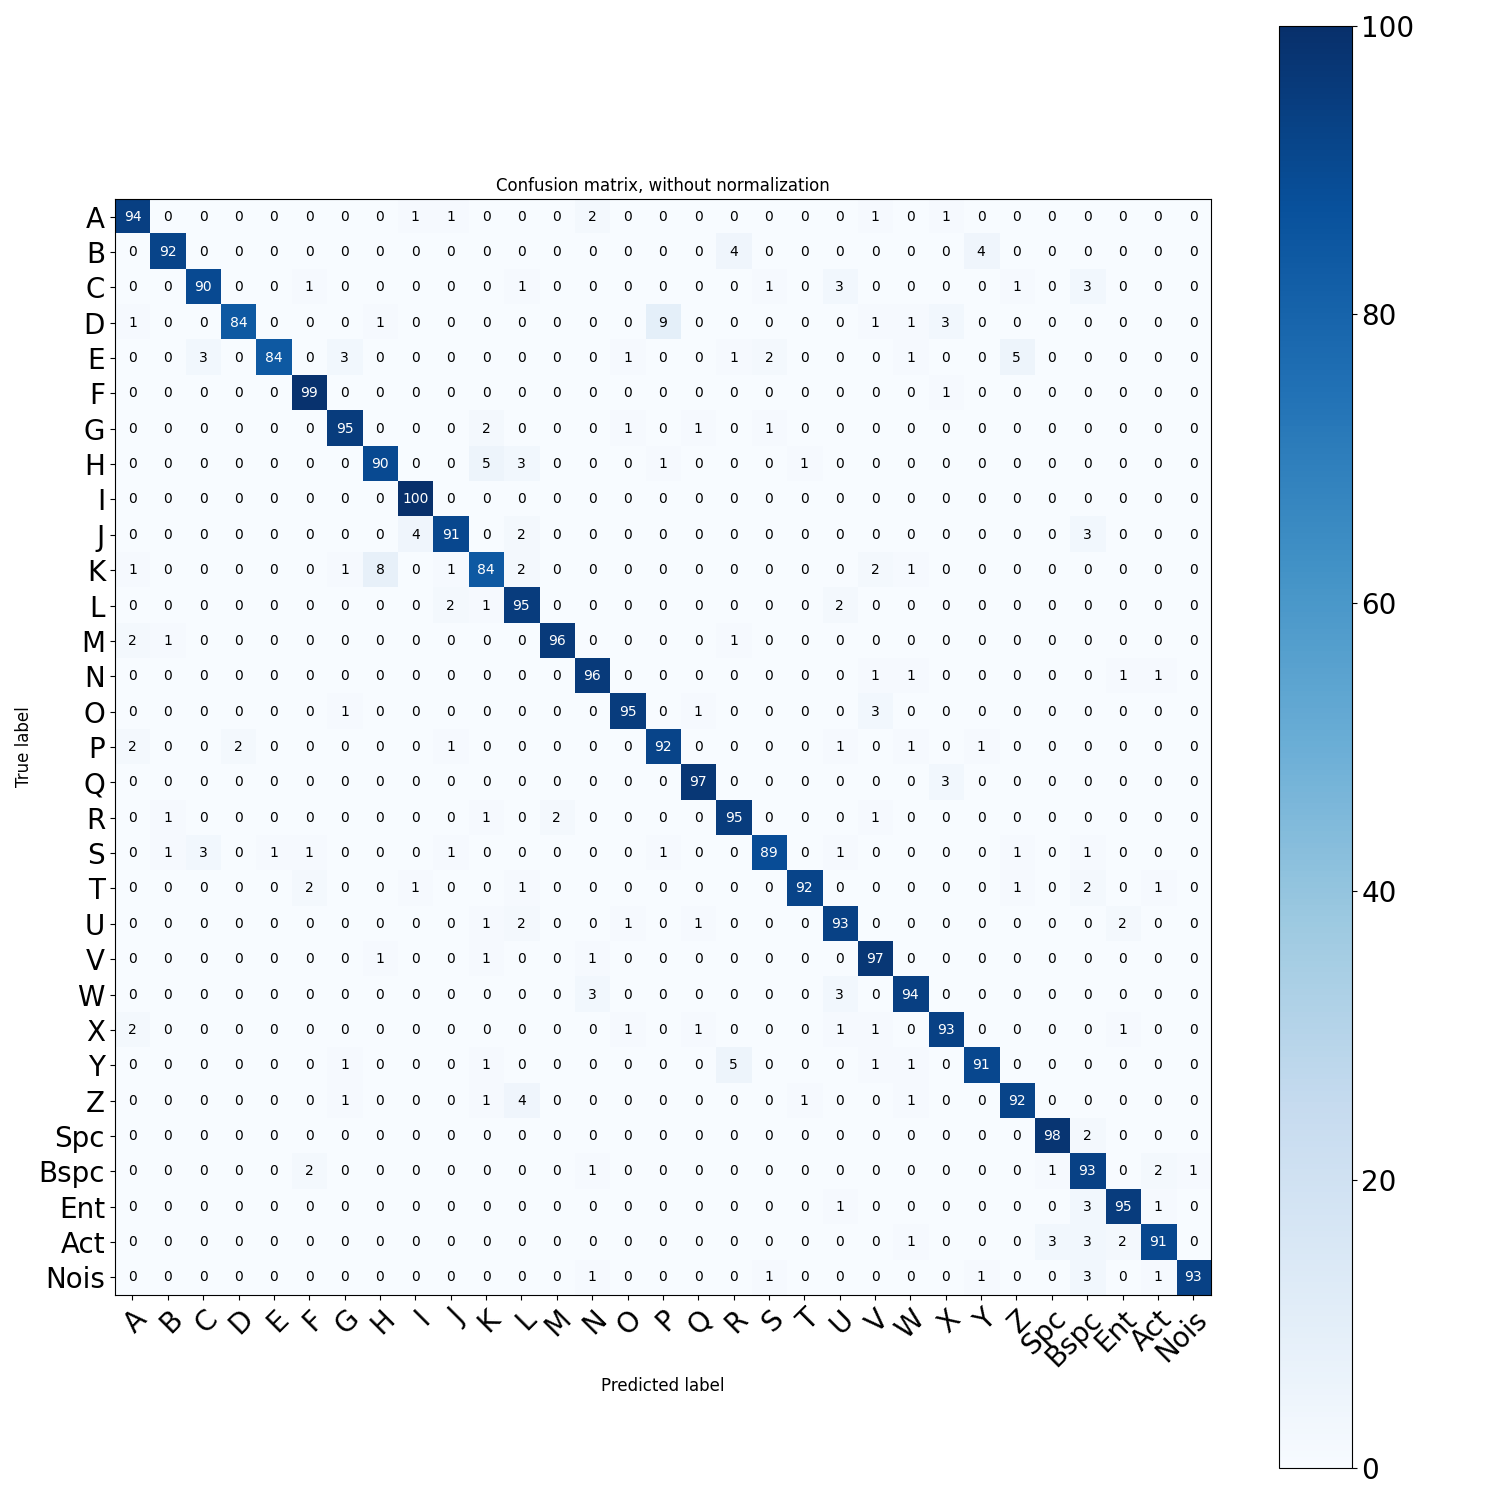 Confusion matrix, without normalization
A 94 0 0 0 0 0 0 0 1 1 0 0 0 2 0 0 0 0 0 0 0 1 0 1 0 0 0 0 0 0 0
B 0 92 0 0 0 0 0 0 0 0 0 0 0 0 0 0 0 4 0 0 0 0 0 0 4 0 0 0 0 0 0
C 0 0 90 0 0 1 0 0 0 0 0 1 0 0 0 0 0 0 1 0 3 0 0 0 0 1 0 3 0 0 0
D 1 0 0 84 0 0 0 1 0 0 0 0 0 0 0 9 0 0 0 0 0 1 1 3 0 0 0 0 0 0 0
E 0 0 3 0 84 0 3 0 0 0 0 0 0 0 1 0 0 1 2 0 0 0 1 0 0 5 0 0 0 0 0
F 0 0 0 0 0 99 0 0 0 0 0 0 0 0 0 0 0 0 0 0 0 0 0 1 0 0 0 0 0 0 0
G 0 0 0 0 0 0 95 0 0 0 2 0 0 0 1 0 1 0 1 0 0 0 0 0 0 0 0 0 0 0 0
H 0 0 0 0 0 0 0 90 0 0 5 3 0 0 0 1 0 0 0 1 0 0 0 0 0 0 0 0 0 0 0
I 0 0 0 0 0 0 0 0 100 0 0 0 0 0 0 0 0 0 0 0 0 0 0 0 0 0 0 0 0 0 0
J 0 0 0 0 0 0 0 0 4 91 0 2 0 0 0 0 0 0 0 0 0 0 0 0 0 0 0 3 0 0 0
K 1 0 0 0 0 0 1 8 0 1 84 2 0 0 0 0 0 0 0 0 0 2 1 0 0 0 0 0 0 0 0
L 0 0 0 0 0 0 0 0 0 2 1 95 0 0 0 0 0 0 0 0 2 0 0 0 0 0 0 0 0 0 0
M 2 1 0 0 0 0 0 0 0 0 0 0 96 0 0 0 0 1 0 0 0 0 0 0 0 0 0 0 0 0 0
N 0 0 0 0 0 0 0 0 0 0 0 0 0 96 0 0 0 0 0 0 0 1 1 0 0 0 0 0 1 1 0
O 0 0 0 0 0 0 1 0 0 0 0 0 0 0 95 0 1 0 0 0 0 3 0 0 0 0 0 0 0 0 0
P 2 0 0 2 0 0 0 0 0 1 0 0 0 0 0 92 0 0 0 0 1 0 1 0 1 0 0 0 0 0 0
Q 0 0 0 0 0 0 0 0 0 0 0 0 0 0 0 0 97 0 0 0 0 0 0 3 0 0 0 0 0 0 0
R 0 1 0 0 0 0 0 0 0 0 1 0 2 0 0 0 0 95 0 0 0 1 0 0 0 0 0 0 0 0 0
S 0 1 3 0 1 1 0 0 0 1 0 0 0 0 0 1 0 0 89 0 1 0 0 0 0 1 0 1 0 0 0
T 0 0 0 0 0 2 0 0 1 0 0 1 0 0 0 0 0 0 0 92 0 0 0 0 0 1 0 2 0 1 0
U 0 0 0 0 0 0 0 0 0 0 1 2 0 0 1 0 1 0 0 0 93 0 0 0 0 0 0 0 2 0 0
V 0 0 0 0 0 0 0 1 0 0 1 0 0 1 0 0 0 0 0 0 0 97 0 0 0 0 0 0 0 0 0
W 0 0 0 0 0 0 0 0 0 0 0 0 0 3 0 0 0 0 0 0 3 0 94 0 0 0 0 0 0 0 0
X 2 0 0 0 0 0 0 0 0 0 0 0 0 0 1 0 1 0 0 0 1 1 0 93 0 0 0 0 1 0 0
Y 0 0 0 0 0 0 1 0 0 0 1 0 0 0 0 0 0 5 0 0 0 1 1 0 91 0 0 0 0 0 0
Z 0 0 0 0 0 0 1 0 0 0 1 4 0 0 0 0 0 0 0 1 0 0 1 0 0 92 0 0 0 0 0
Spc 0 0 0 0 0 0 0 0 0 0 0 0 0 0 0 0 0 0 0 0 0 0 0 0 0 0 98 2 0 0 0
Bspc 0 0 0 0 0 2 0 0 0 0 0 0 0 1 0 0 0 0 0 0 0 0 0 0 0 0 1 93 0 2 1
Ent 0 0 0 0 0 0 0 0 0 0 0 0 0 0 0 0 0 0 0 0 1 0 0 0 0 0 0 3 95 1 0
Act 0 0 0 0 0 0 0 0 0 0 0 0 0 0 0 0 0 0 0 0 0 0 1 0 0 0 3 3 2 91 0
Nois 0 0 0 0 0 0 0 0 0 0 0 0 0 1 0 0 0 0 1 0 0 0 0 0 1 0 0 3 0 1 93
A B C D E F G H I J K L M N O P Q R S T U V W X Y Z Spc Bspc Ent Act Nois
Predicted label
True label
100
80
60
40
20
0